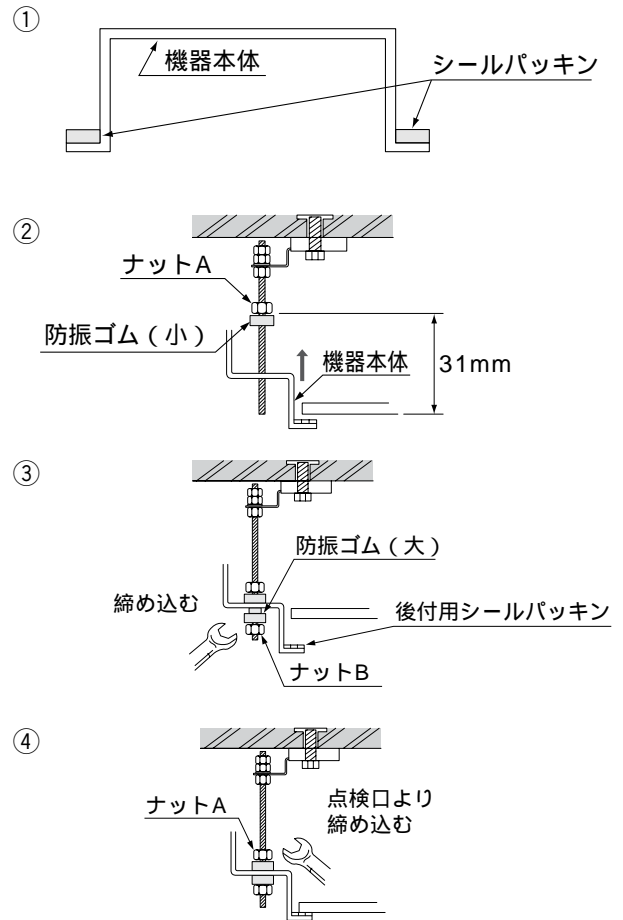 ①
機器本体
シールパッキン
②
ナットA
防振ゴム（小）
機器本体
31mm
③
防振ゴム（大）
締め込む
後付用シールパッキン
ナットB
④
ナットA
点検口より
締め込む